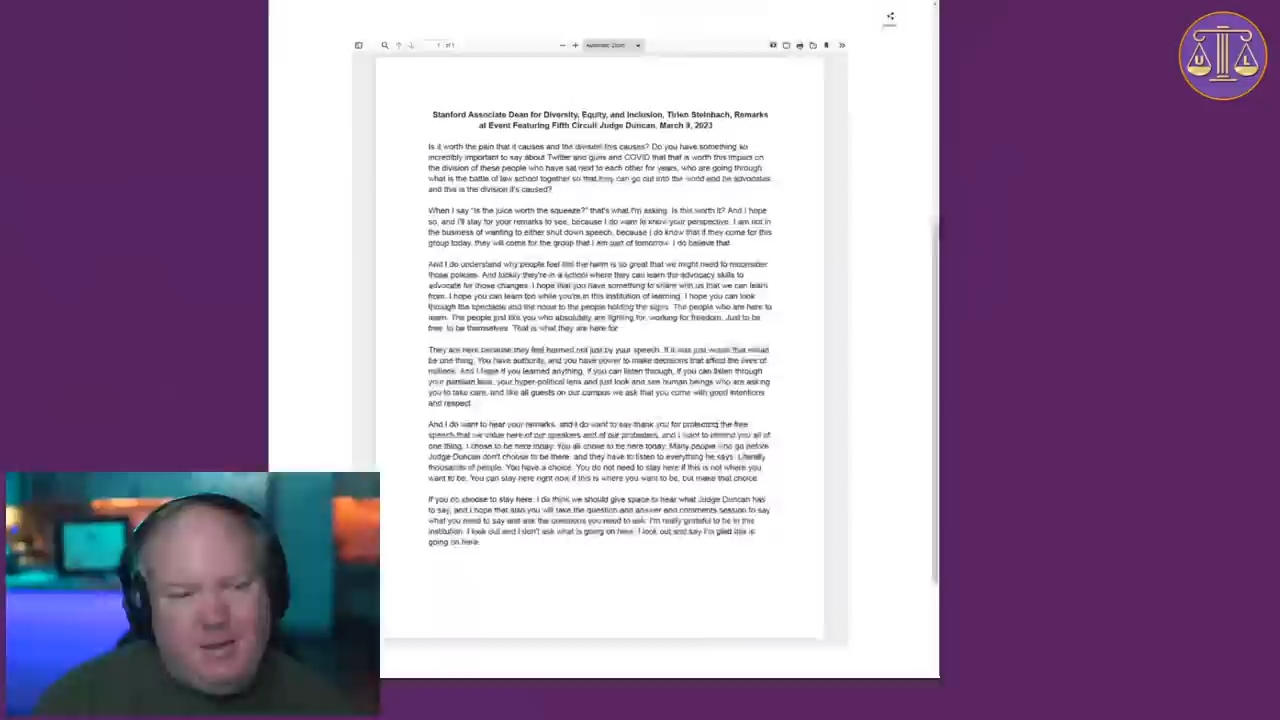 1 of 1
Automatic Zoom
U L
Stanford Associate Dean for Diversity, Equity, and Inclusion, Tirien Steinbach, Remarks
at Event Featuring Fifth Circuit Judge Duncan, March 9, 2023
Is it worth the pain that it causes and the division this causes? Do you have something so
incredibly important to say about Twitter and guns and COVID that that is worth this impact on
the division of these people who have sat next to each other for years, who are going through
what is the battle of law school together so that they can go out into the world and be advocates
and this is the division it's caused?
When I say "Is the juice worth the squeeze?" that's what I'm asking. Is this worth it? And I hope
so, and I'll stay for your remarks to see, because I do want to know your perspective. I am not in
the business of wanting to either shut down speech, because I do know that if they come for this
group today, they will come for the group that I am part of tomorrow. I do believe that.
And I do understand why people feel like the harm is so great that we might need to reconsider
those policies. And luckily they're in a school where they can learn the advocacy skills to
advocate for those changes. I hope that you have something to share with us that we can learn
from. I hope you can learn too while you're in this institution of learning. I hope you can look
through the spectacle and the noise to the people holding the signs. The people who are here to
learn. The people just like you who absolutely are fighting for, working for freedom. Just to be
free, to be themselves. That is what they are here for.
They are here because they feel harmed not just by your speech. If it was just words that would
be one thing. You have authority, and you have power to make decisions that affect the lives of
millions. And I hope if you learned anything, if you can listen through, if you can listen through
your partisan lens, your hyper-political lens and just look and see human beings who are asking
you to take care, and like all guests on our campus we ask that you come with good intentions
and respect.
And I do want to hear your remarks, and I do want to say thank you for protecting the free
speech that we value here of our speakers and of our protesters, and I want to remind you all of
one thing. I chose to be here today. You all chose to be here today. Many people who go before
Judge Duncan don't choose to be there, and they have to listen to everything he says. Literally
thousands of people. You have a choice. You do not need to stay here if this is not where you
want to be. You can stay here right now if this is where you want to be, but make that choice.
If you do choose to stay here, I do think we should give space to hear what Judge Duncan has
to say, and I hope that also you will take the question and answer and comments session to say
what you need to say and ask the questions you need to ask. I'm really grateful to be in this
institution. I look out and I don't ask what is going on here. I look out and say I'm glad this is
going on here.